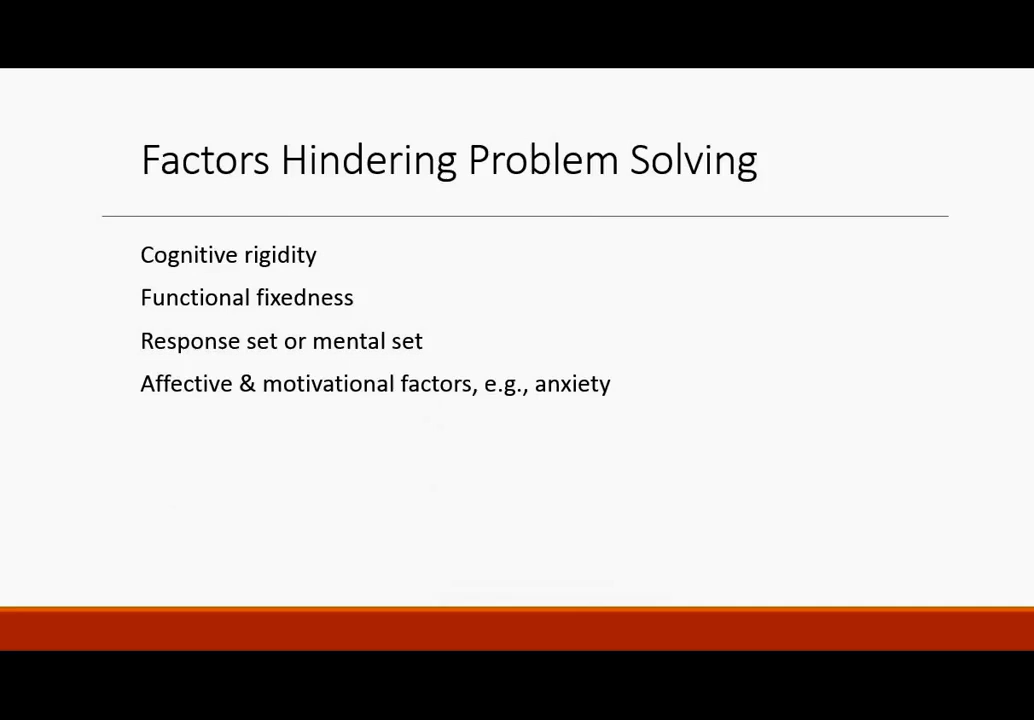 Factors Hindering Problem Solving
Cognitive rigidity
Functional fixedness
Response set or mental set
Affective & motivational factors, e.g., anxiety